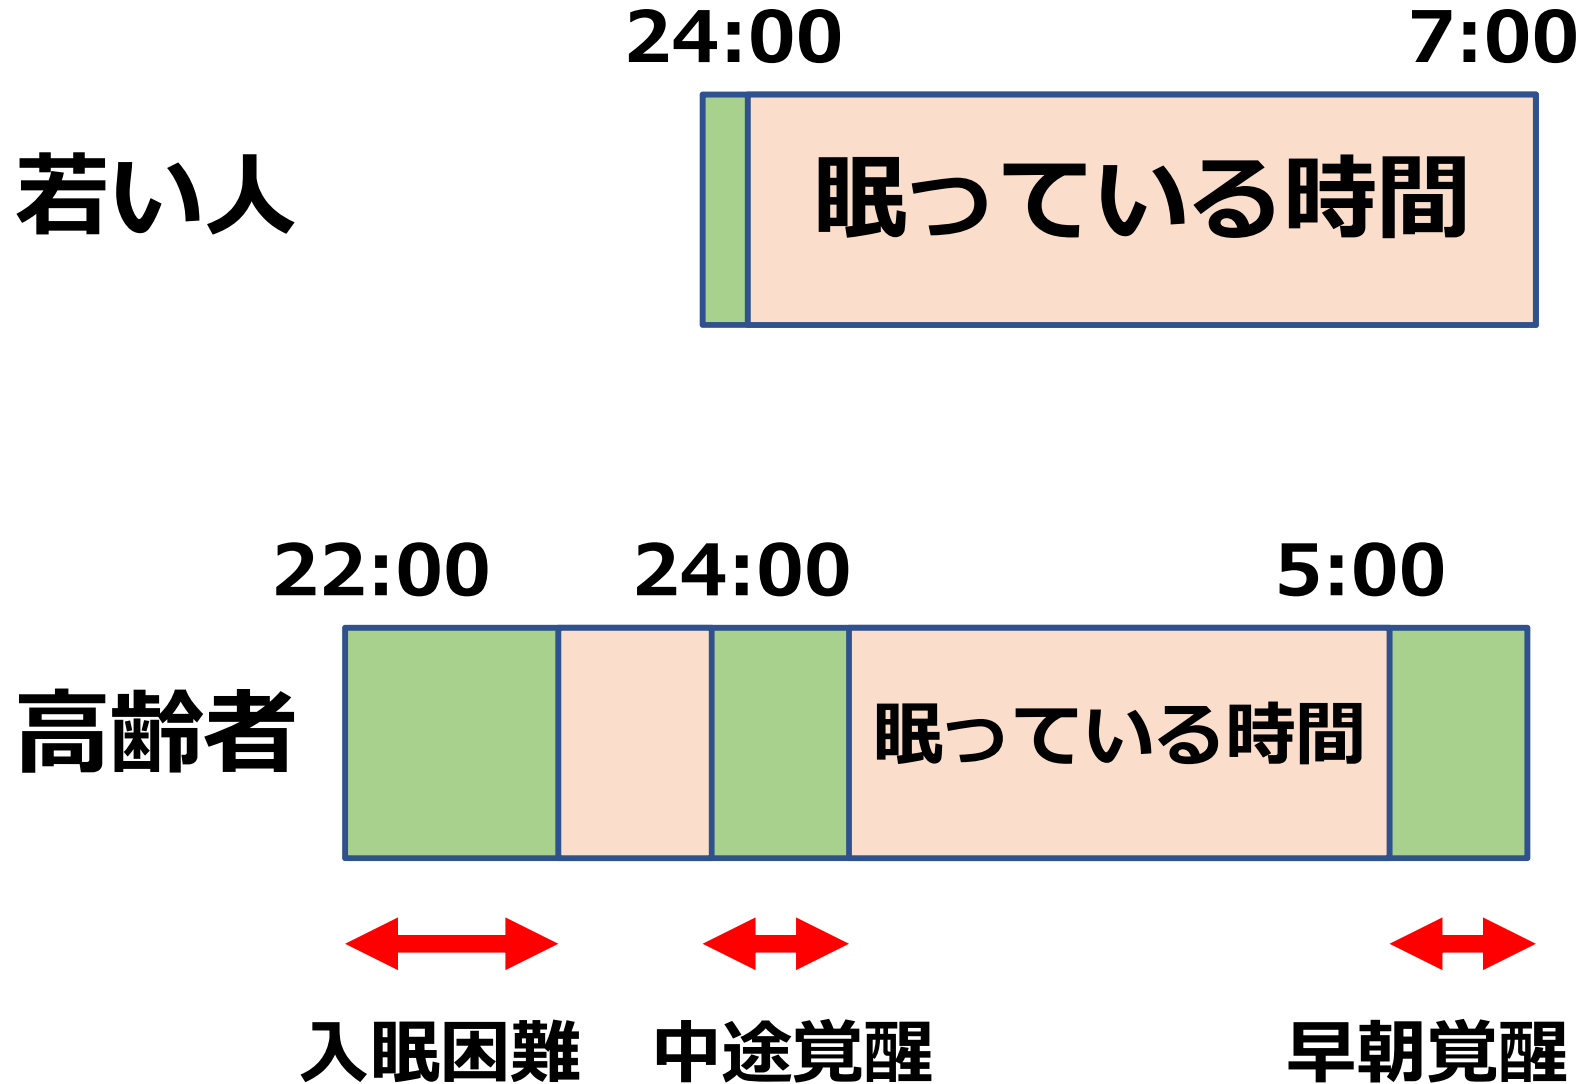 24:00 7:00
若い人 眠っている時間
22:00 24:00 5:00
高齢者 眠っている時間
入眠困難 中途覚醒 早朝覚醒